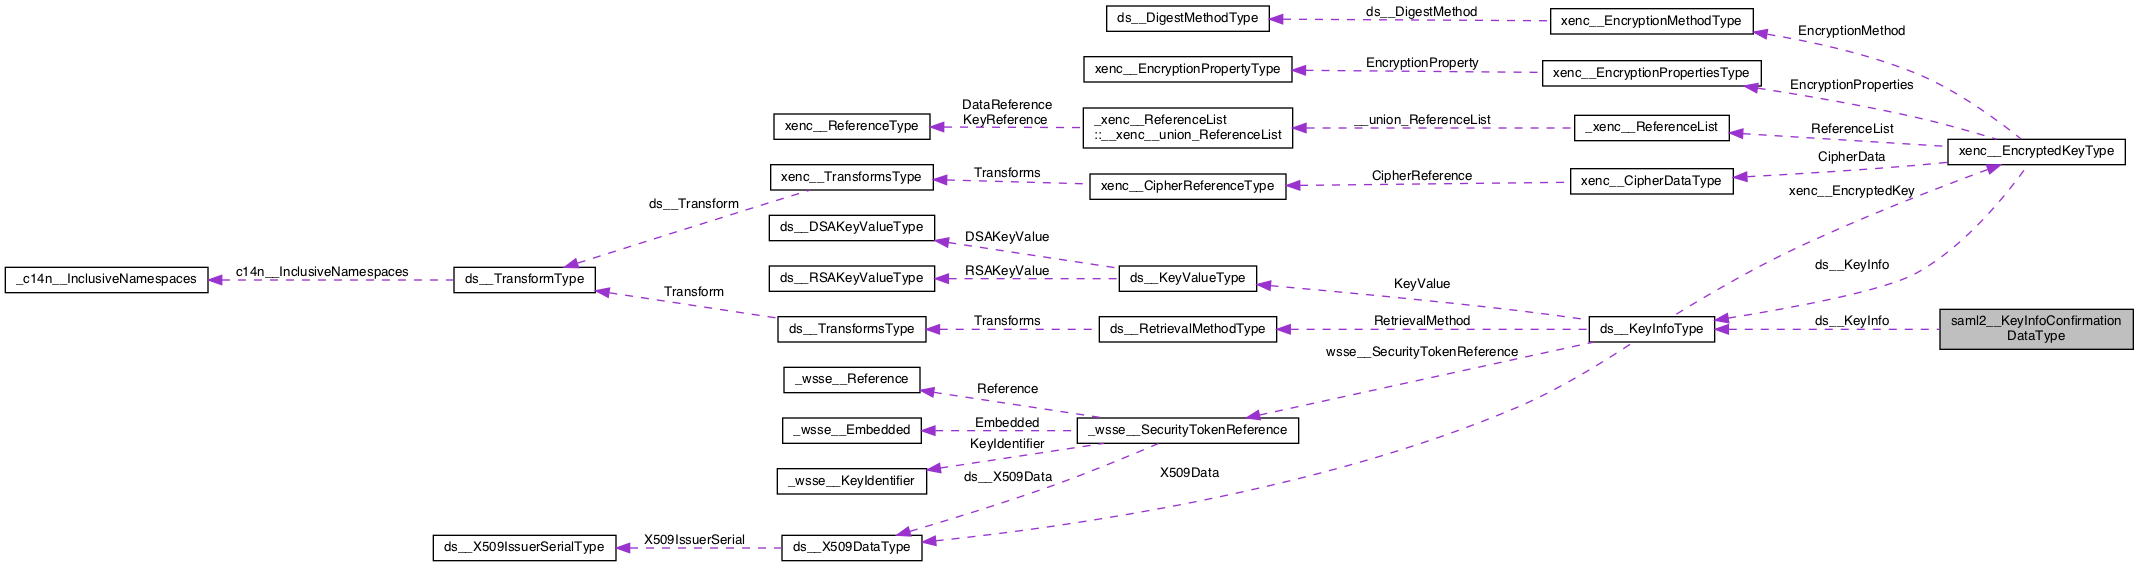 ds__DigestMethodType
ds__DigestMethod
xenc__EncryptionMethodType
EncryptionMethod
xenc__EncryptionPropertyType
EncryptionProperty
xenc__EncryptionPropertiesType
EncryptionProperties
xenc__ReferenceType
DataReference
KeyReference
_xenc__ReferenceList
::__xenc__union_ReferenceList
__union_ReferenceList
_xenc__ReferenceList
ReferenceList
xenc__EncryptedKeyType
xenc__TransformsType
Transforms
xenc__CipherReferenceType
CipherReference
xenc__CipherDataType
CipherData
xenc__EncryptedKey
ds__Transform
ds__DSAKeyValueType
DSAKeyValue
_c14n__InclusiveNamespaces
c14n__InclusiveNamespaces
ds__TransformType
ds__RSAKeyValueType
RSAKeyValue
ds__KeyValueType
KeyValue
ds__KeyInfo
Transform
ds__TransformsType
Transforms
ds__RetrievalMethodType
RetrievalMethod
ds__KeyInfoType
ds__KeyInfo
saml2__KeyInfoConfirmation
DataType
wsse__SecurityTokenReference
_wsse__Reference
Reference
_wsse__Embedded
Embedded
_wsse__SecurityTokenReference
KeyIdentifier
_wsse__KeyIdentifier
ds__X509Data
X509Data
ds__X509IssuerSerialType
X509IssuerSerial
ds__X509DataType